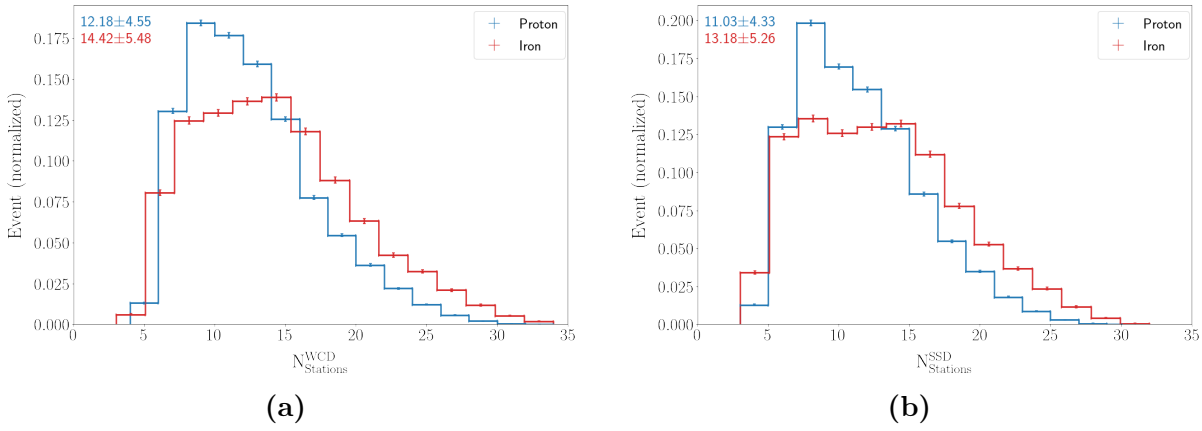 12.18±4.55
14.42±5.48
Proton
Iron
0.175
0.150
0.125
0.100
0.075
0.050
0.025
0.000
Event (normalized)
0 5 10 15 20 25 30 35
N^WCD_Stations
(a)
11.03±4.33
13.18±5.26
Proton
Iron
0.200
0.175
0.150
0.125
0.100
0.075
0.050
0.025
0.000
Event (normalized)
0 5 10 15 20 25 30 35
N^SSD_Stations
(b)